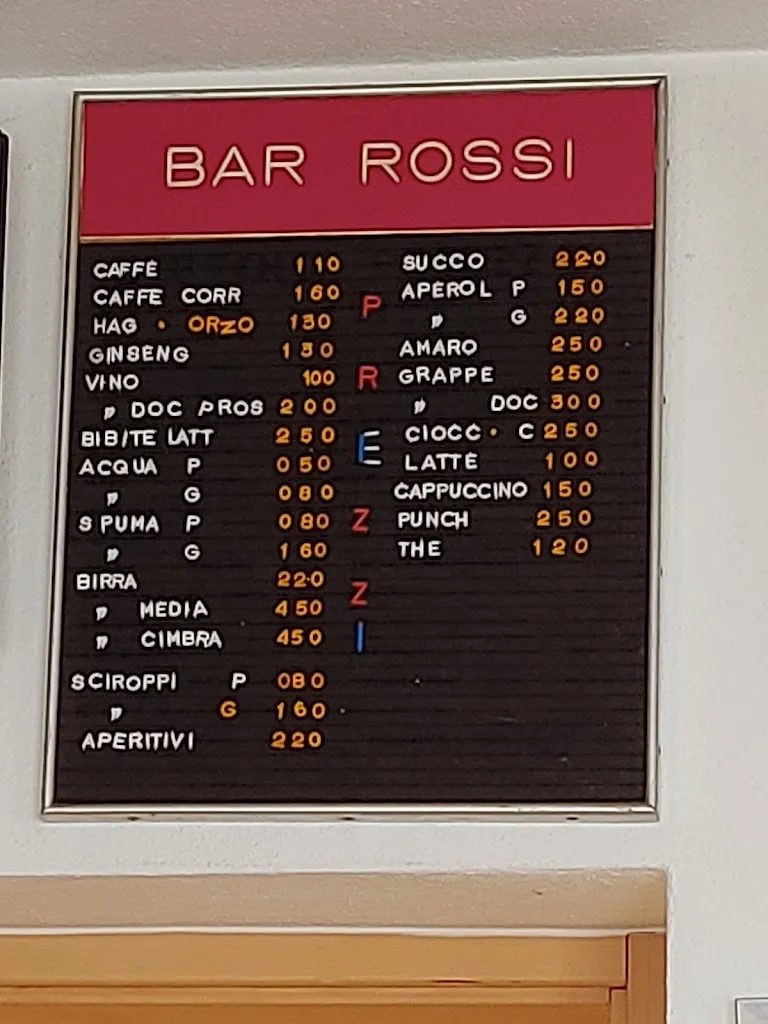 BAR ROSSI
CAFFÈ 110
CAFFE CORR 160
HAG • ORZO 130
GINSENG 130
VINO 100
〃 DOC PROS 200
BIBITE LATT 250
ACQUA P 050
〃 G 080
SPUMA P 080
〃 G 160
BIRRA 220
〃 MEDIA 450
〃 CIMBRA 450
SCIROPPI P 080
〃 G 160
APERITIVI 220
PREZZI
SUCCO 220
APEROL P 150
〃 G 220
AMARO 250
GRAPPE 250
〃 DOC 300
CIOCC • C 250
LATTE 100
CAPPUCCINO 150
PUNCH 250
THE 120